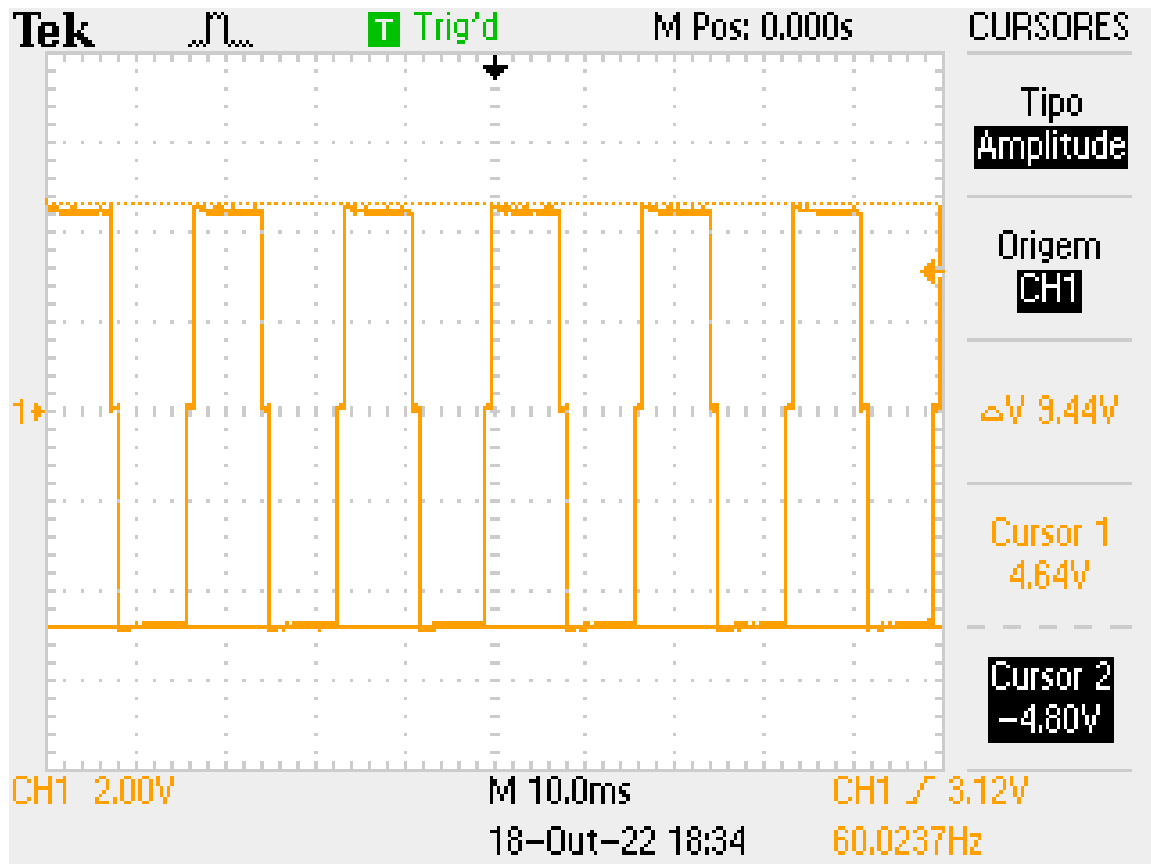 Tek T Trig'd M Pos: 0.000s CURSORES
Tipo
Amplitude
Origem
CH1
1
△V 9.44V
Cursor 1
4.64V
Cursor 2
-4.80V
CH1 2.00V M 10.0ms CH1 3.12V
18-Out-22 18:34 60.0237Hz